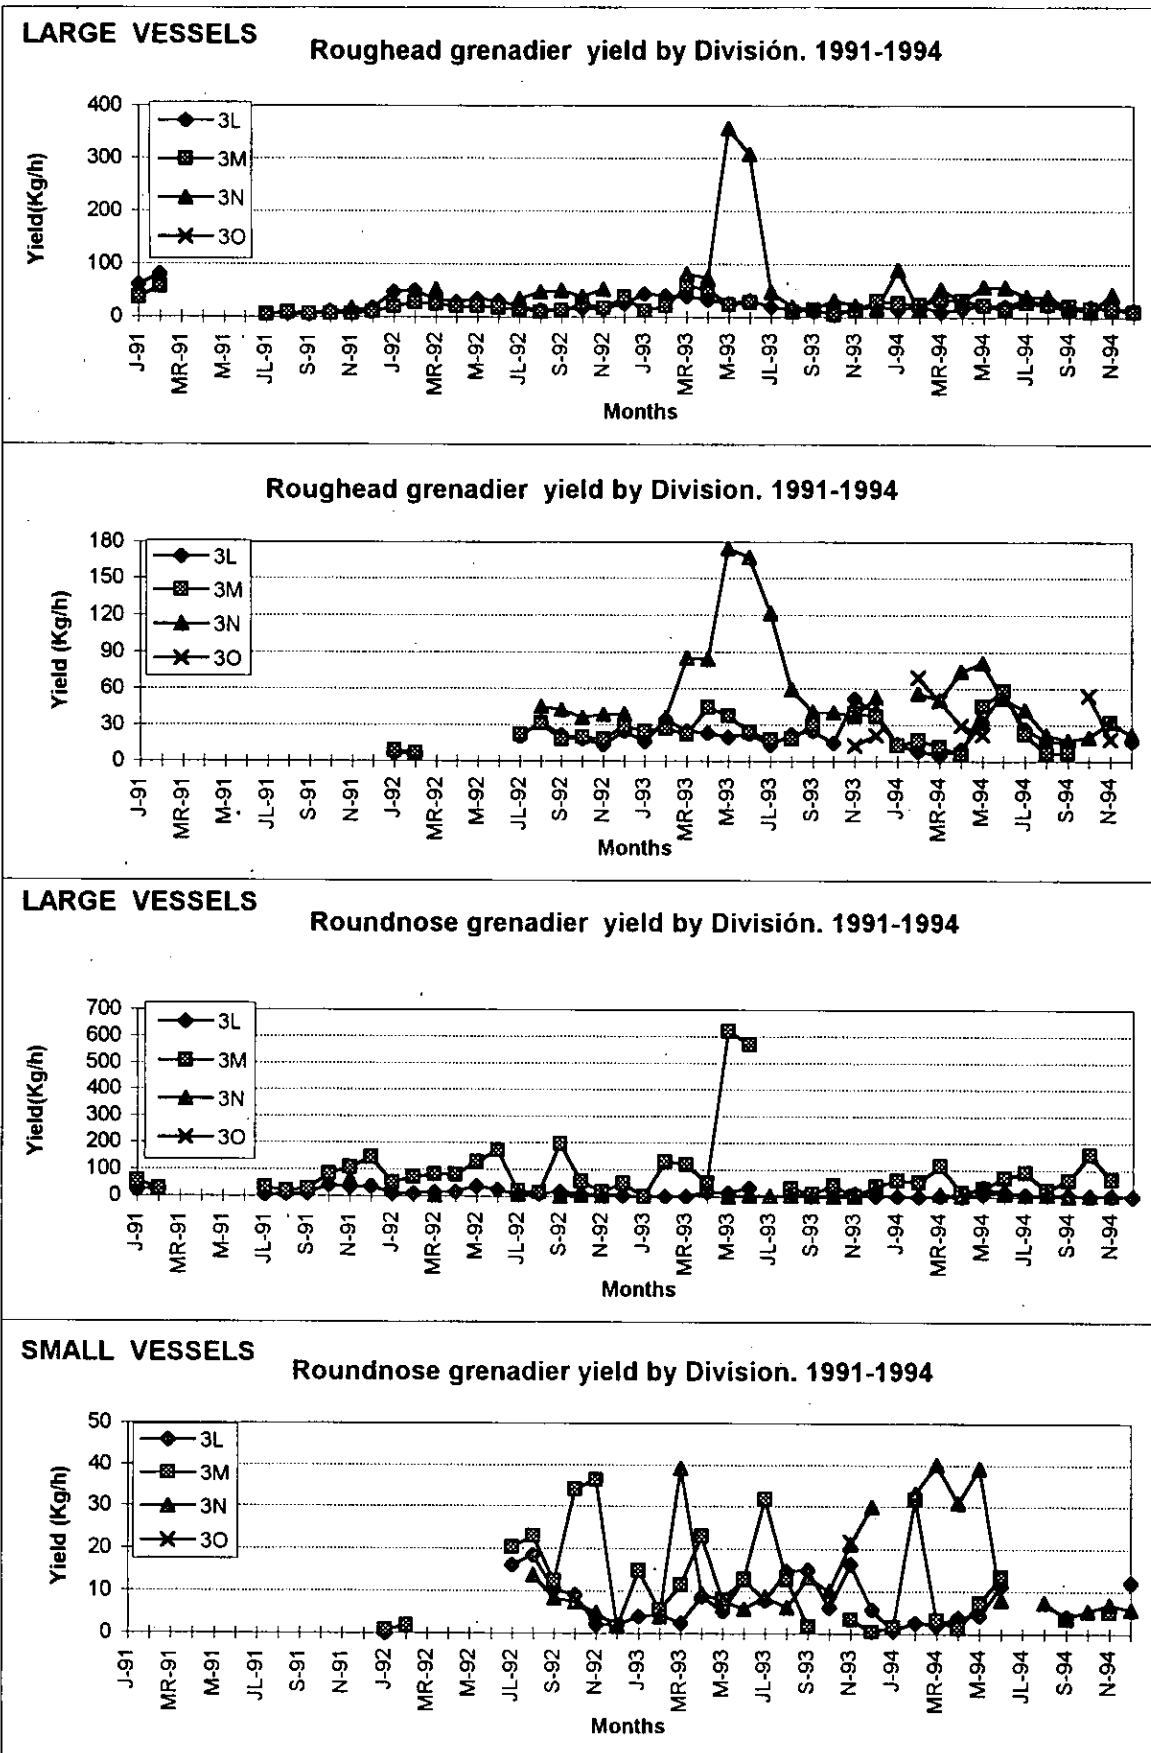 LARGE VESSELS
Roughead grenadier yield by División. 1991-1994
400
300
200
100
0
Yield(Kg/h)
3L
3M
3N
3O
J-91
MR-91
M-91
JL-91
S-91
N-91
J-92
MR-92
M-92
JL-92
S-92
N-92
J-93
MR-93
M-93
JL-93
S-93
N-93
J-94
MR-94
M-94
JL-94
S-94
N-94
Months
Roughead grenadier yield by Division. 1991-1994
180
150
120
90
60
30
0
Yield (Kg/h)
3L
3M
3N
3O
J-91
MR-91
M-91
JL-91
S-91
N-91
J-92
MR-92
M-92
JL-92
S-92
N-92
J-93
MR-93
M-93
JL-93
S-93
N-93
J-94
MR-94
M-94
JL-94
S-94
N-94
Months
LARGE VESSELS
Roundnose grenadier yield by División. 1991-1994
700
600
500
400
300
200
100
0
Yield(Kg/h)
3L
3M
3N
3O
J-91
MR-91
M-91
JL-91
S-91
N-91
J-92
MR-92
M-92
JL-92
S-92
N-92
J-93
MR-93
M-93
JL-93
S-93
N-93
J-94
MR-94
M-94
JL-94
S-94
N-94
Months
SMALL VESSELS
Roundnose grenadier yield by Division. 1991-1994
50
40
30
20
10
0
Yield (Kg/h)
3L
3M
3N
3O
J-91
MR-91
M-91
JL-91
S-91
N-91
J-92
MR-92
M-92
JL-92
S-92
N-92
J-93
MR-93
M-93
JL-93
S-93
N-93
J-94
MR-94
M-94
JL-94
S-94
N-94
Months